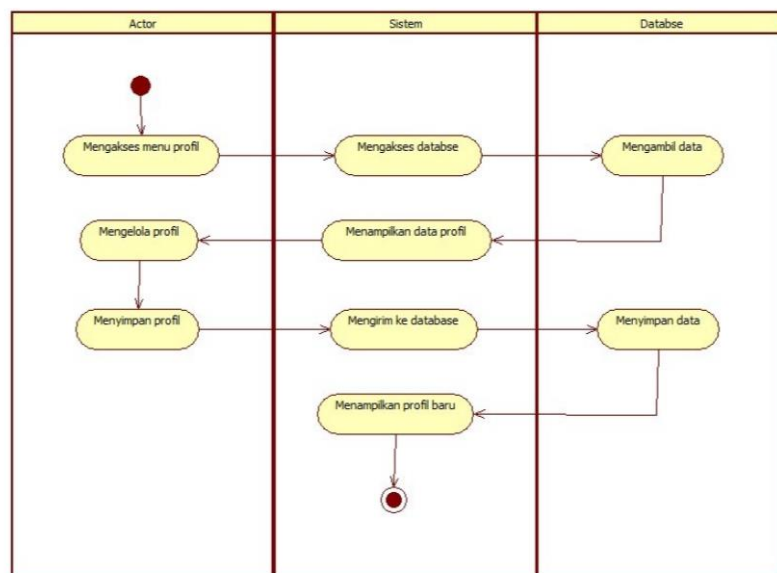 Actor
Sistem
Databse
Mengakses menu profil
Mengakses databse
Mengambil data
Mengelola profil
Menampilkan data profil
Menyimpan profil
Mengirim ke database
Menyimpan data
Menampilkan profil baru